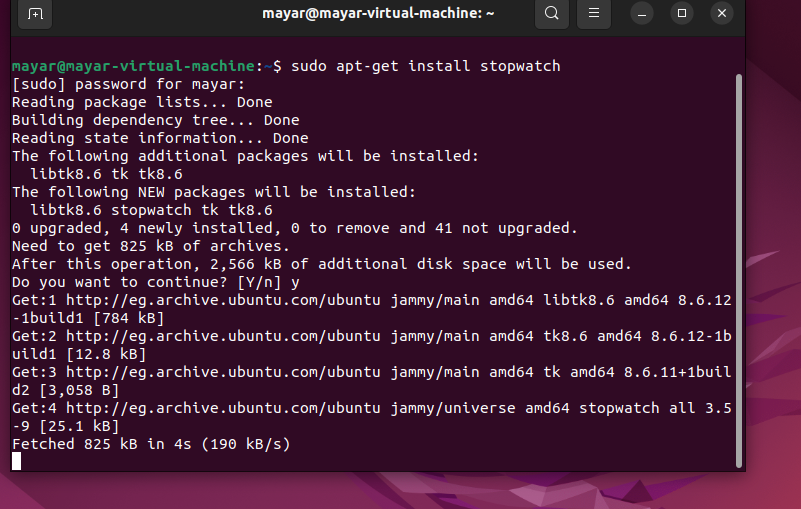 mayar@mayar-virtual-machine: ~
mayar@mayar-virtual-machine:~$ sudo apt-get install stopwatch
[sudo] password for mayar:
Reading package lists... Done
Building dependency tree... Done
Reading state information... Done
The following additional packages will be installed:
  libtk8.6 tk tk8.6
The following NEW packages will be installed:
  libtk8.6 stopwatch tk tk8.6
0 upgraded, 4 newly installed, 0 to remove and 41 not upgraded.
Need to get 825 kB of archives.
After this operation, 2,566 kB of additional disk space will be used.
Do you want to continue? [Y/n] y
Get:1 http://eg.archive.ubuntu.com/ubuntu jammy/main amd64 libtk8.6 amd64 8.6.12
-1build1 [784 kB]
Get:2 http://eg.archive.ubuntu.com/ubuntu jammy/main amd64 tk8.6 amd64 8.6.12-1b
uild1 [12.8 kB]
Get:3 http://eg.archive.ubuntu.com/ubuntu jammy/main amd64 tk amd64 8.6.11+1buil
d2 [3,058 B]
Get:4 http://eg.archive.ubuntu.com/ubuntu jammy/universe amd64 stopwatch all 3.5
-9 [25.1 kB]
Fetched 825 kB in 4s (190 kB/s)